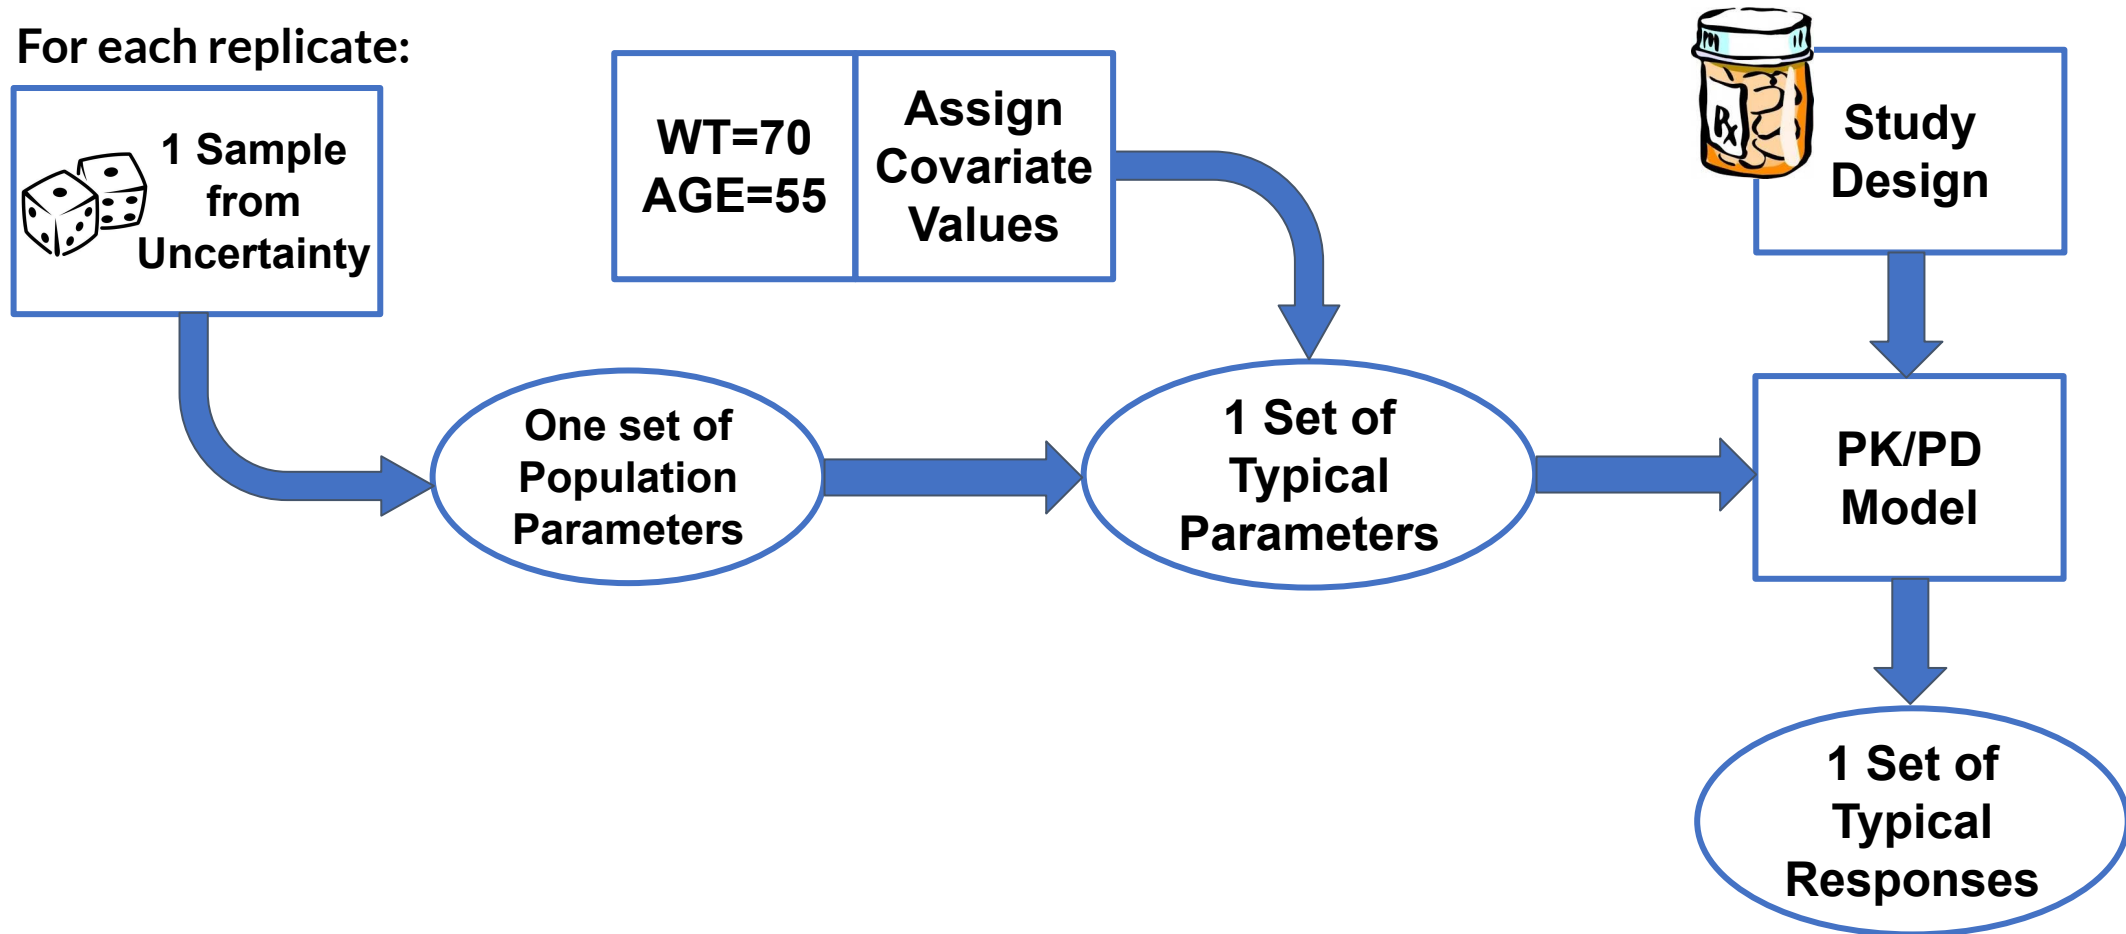 For each replicate:
1 Sample
from
Uncertainty
WT=70
AGE=55
Assign
Covariate
Values
Rx
Study
Design
One set of
Population
Parameters
1 Set of
Typical
Parameters
PK/PD
Model
1 Set of
Typical
Responses